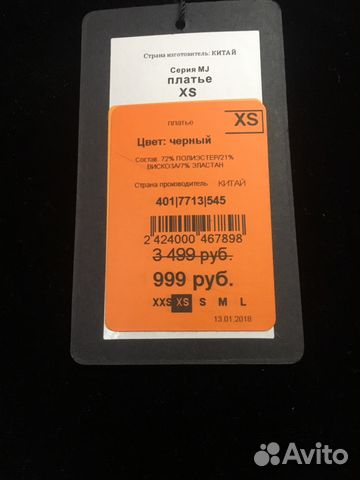 Страна изготовитель: КИТАЙ
Серия MJ
платье
XS
платье XS
Цвет: черный
Состав: 72% ПОЛИЭСТЕР/21%
ВИСКОЗА/7% ЭЛАСТАН
Страна производитель КИТАЙ
401|7713|545
2 424000 467898
3 499 руб.
999 руб.
XXS XS S M L
13.01.2018
Avito